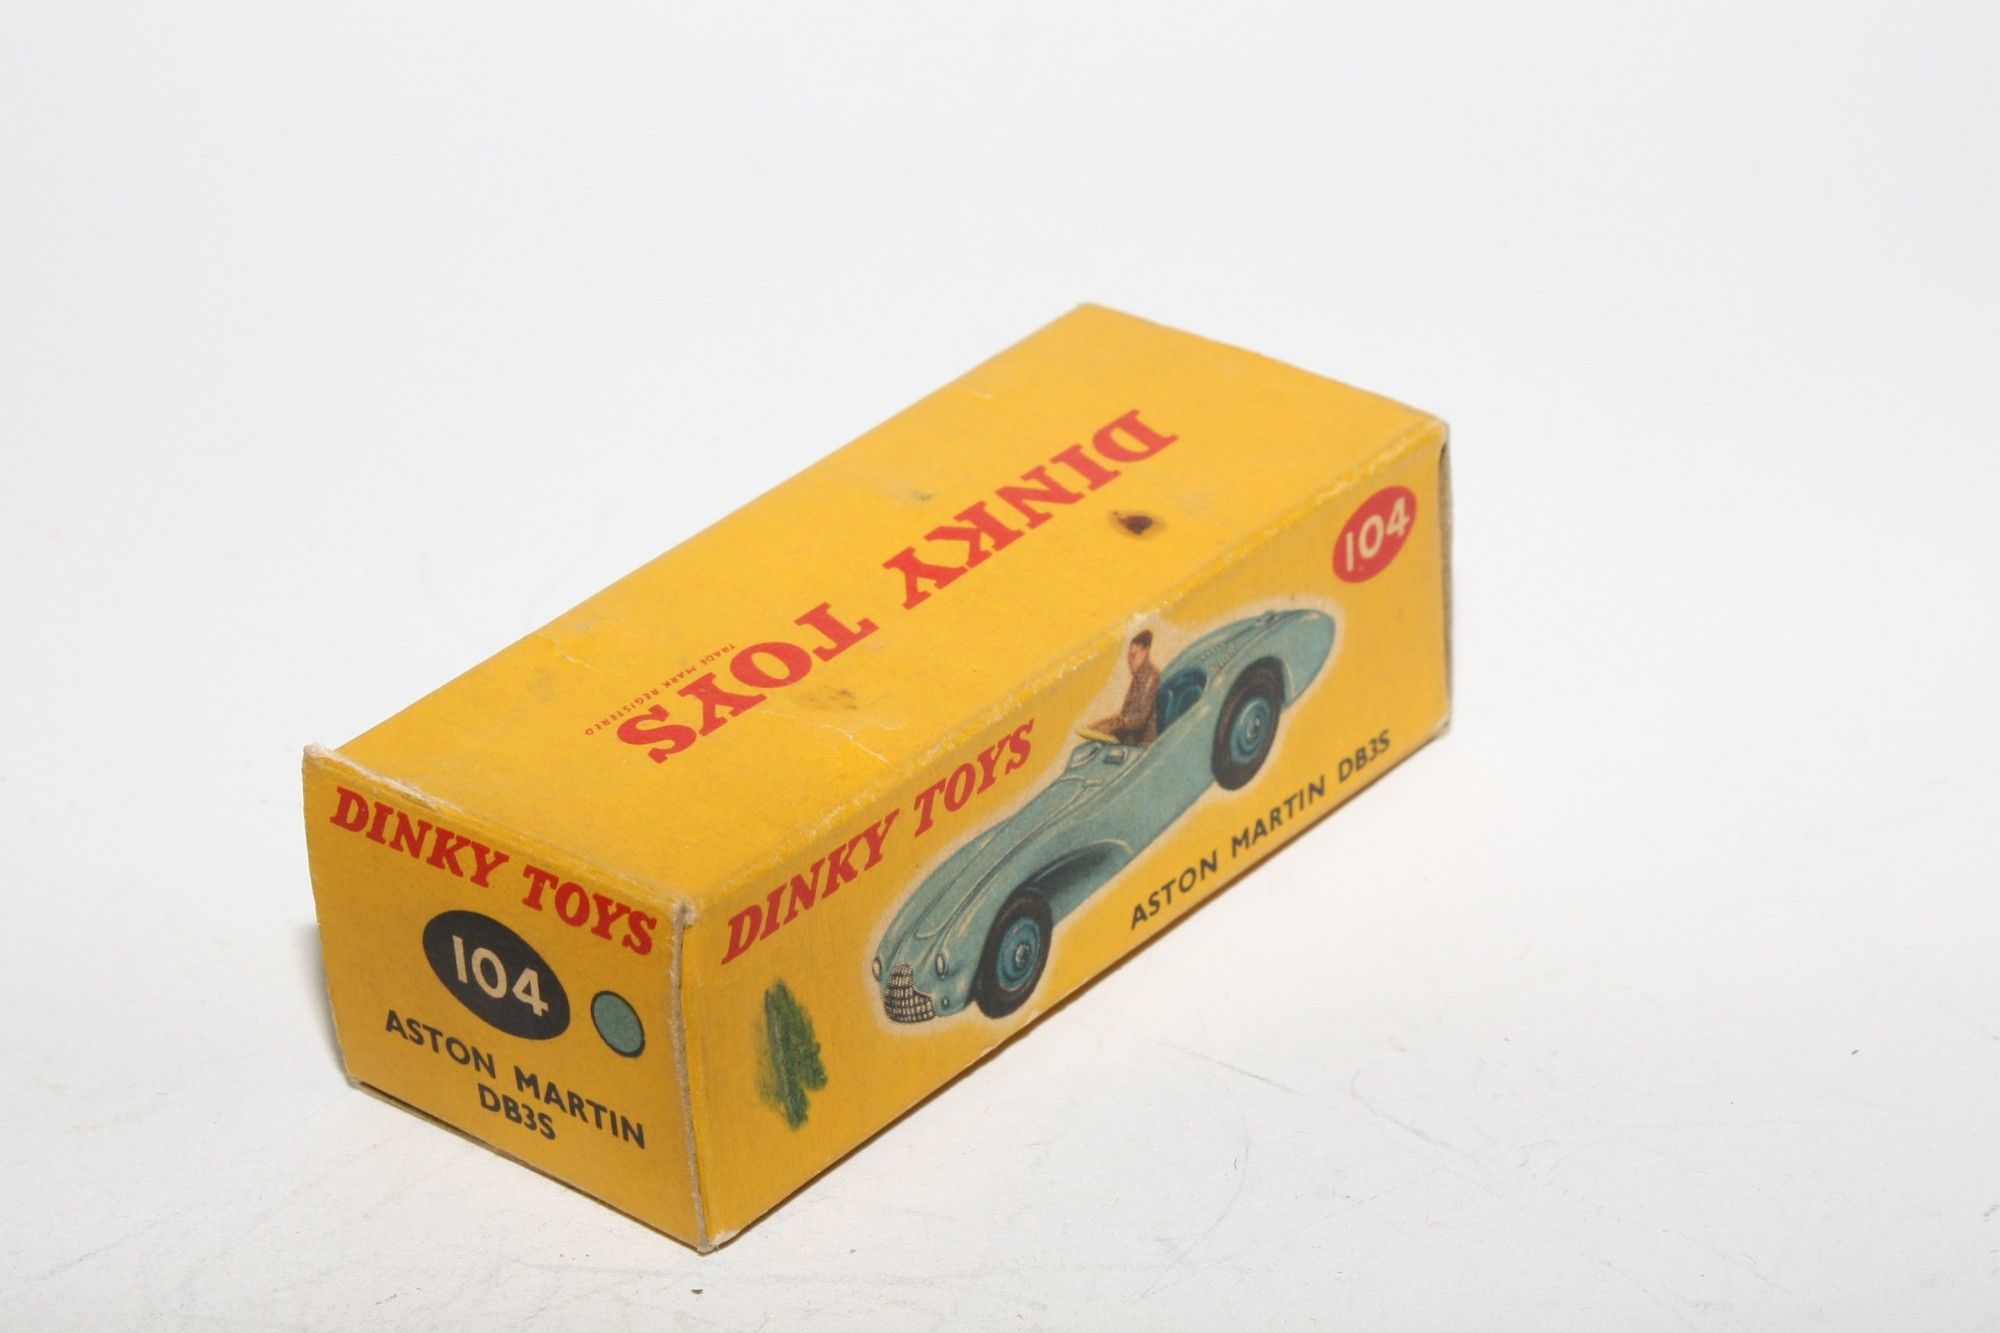 DINKY TOYS
TRADE MARK REGISTERED
DINKY TOYS
104
ASTON MARTIN DB3S
DINKY TOYS
104
ASTON MARTIN
DB3S